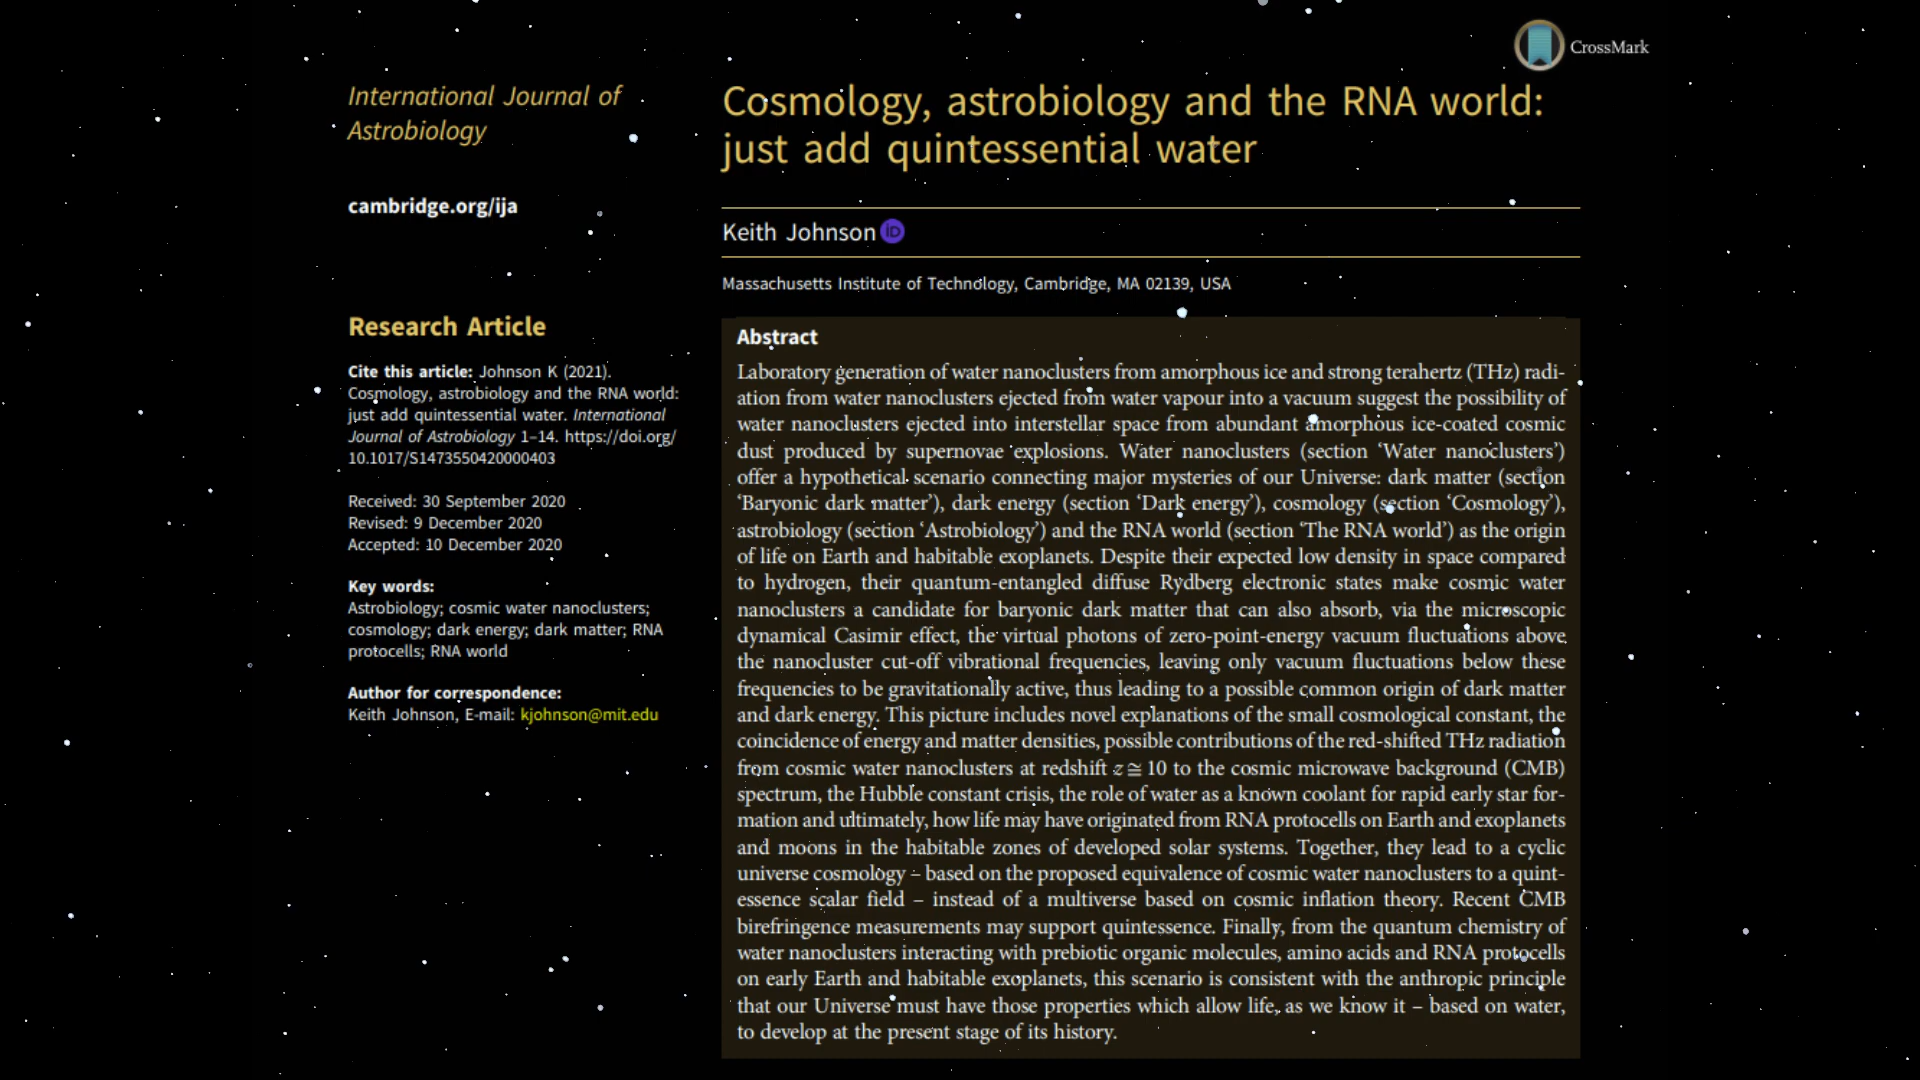 CrossMark
International Journal of
Astrobiology
cambridge.org/ija
Research Article
Cite this article: Johnson K (2021).
Cosmology, astrobiology and the RNA world:
just add quintessential water. International
Journal of Astrobiology 1–14. https://doi.org/
10.1017/S1473550420000403
Received: 30 September 2020
Revised: 9 December 2020
Accepted: 10 December 2020
Key words:
Astrobiology; cosmic water nanoclusters;
cosmology; dark energy; dark matter; RNA
protocells; RNA world
Author for correspondence:
Keith Johnson, E-mail: kjohnson@mit.edu
Cosmology, astrobiology and the RNA world:
just add quintessential water
Keith Johnson iD
Massachusetts Institute of Technology, Cambridge, MA 02139, USA
Abstract
Laboratory generation of water nanoclusters from amorphous ice and strong terahertz (THz) radi-
ation from water nanoclusters ejected from water vapour into a vacuum suggest the possibility of
water nanoclusters ejected into interstellar space from abundant amorphous ice-coated cosmic
dust produced by supernovae explosions. Water nanoclusters (section ‘Water nanoclusters’)
offer a hypothetical scenario connecting major mysteries of our Universe: dark matter (section
‘Baryonic dark matter’), dark energy (section ‘Dark energy’), cosmology (section ‘Cosmology’),
astrobiology (section ‘Astrobiology’) and the RNA world (section ‘The RNA world’) as the origin
of life on Earth and habitable exoplanets. Despite their expected low density in space compared
to hydrogen, their quantum-entangled diffuse Rydberg electronic states make cosmic water
nanoclusters a candidate for baryonic dark matter that can also absorb, via the microscopic
dynamical Casimir effect, the virtual photons of zero-point-energy vacuum fluctuations above
the nanocluster cut-off vibrational frequencies, leaving only vacuum fluctuations below these
frequencies to be gravitationally active, thus leading to a possible common origin of dark matter
and dark energy. This picture includes novel explanations of the small cosmological constant, the
coincidence of energy and matter densities, possible contributions of the red-shifted THz radiation
from cosmic water nanoclusters at redshift z ≅ 10 to the cosmic microwave background (CMB)
spectrum, the Hubble constant crisis, the role of water as a known coolant for rapid early star for-
mation and ultimately, how life may have originated from RNA protocells on Earth and exoplanets
and moons in the habitable zones of developed solar systems. Together, they lead to a cyclic
universe cosmology – based on the proposed equivalence of cosmic water nanoclusters to a quint-
essence scalar field – instead of a multiverse based on cosmic inflation theory. Recent CMB
birefringence measurements may support quintessence. Finally, from the quantum chemistry of
water nanoclusters interacting with prebiotic organic molecules, amino acids and RNA protocells
on early Earth and habitable exoplanets, this scenario is consistent with the anthropic principle
that our Universe must have those properties which allow life, as we know it – based on water,
to develop at the present stage of its history.